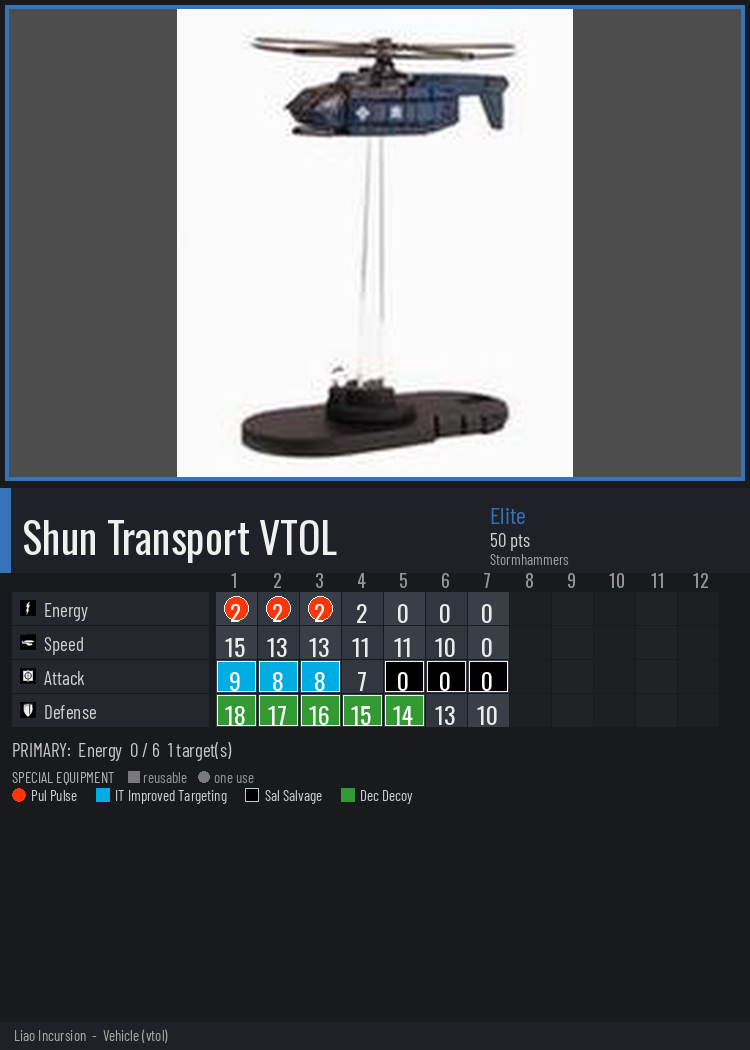 Shun Transport VTOL
Elite
50 pts
Stormhammers
1 2 3 4 5 6 7 8 9 10 11 12
Energy 2 2 2 2 0 0 0
Speed 15 13 13 11 11 10 0
Attack 9 8 8 7 0 0 0
Defense 18 17 16 15 14 13 10
PRIMARY: Energy 0 / 6 1 target(s)
SPECIAL EQUIPMENT reusable one use
Pul Pulse IT Improved Targeting Sal Salvage Dec Decoy
Liao Incursion - Vehicle (vtol)